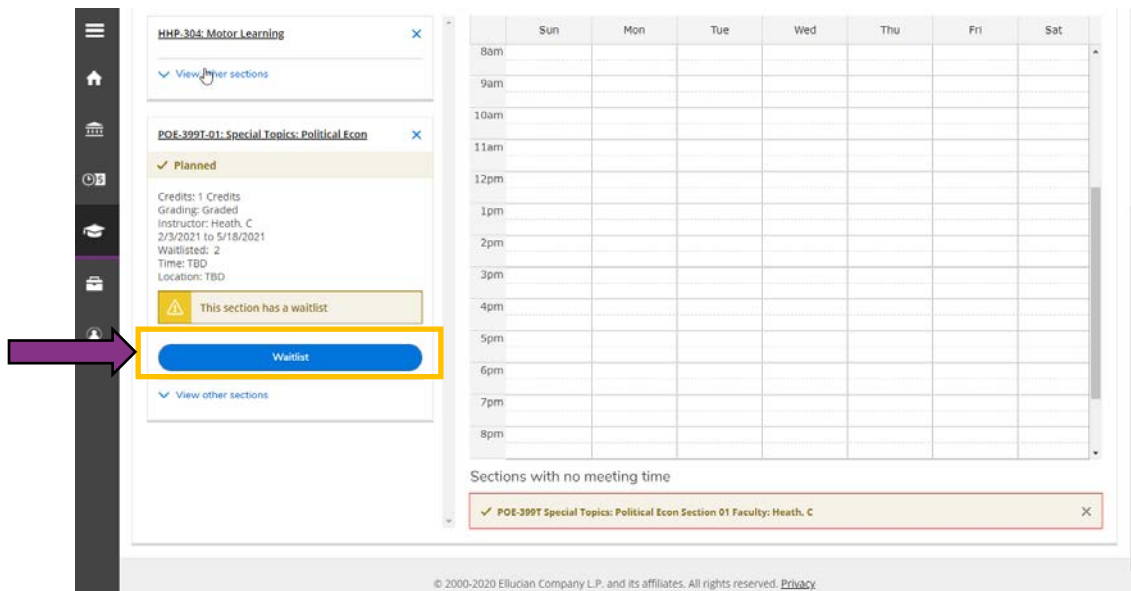 HHP-304: Motor Learning
View other sections
POE-399T-01: Special Topics: Political Econ
Planned
Credits: 1 Credits
Grading: Graded
Instructor: Heath, C
2/3/2021 to 5/18/2021
Waitlisted: 2
Time: TBD
Location: TBD
This section has a waitlist
Waitlist
View other sections
Sun Mon Tue Wed Thu Fri Sat
8am
9am
10am
11am
12pm
1pm
2pm
3pm
4pm
5pm
6pm
7pm
8pm
Sections with no meeting time
POE-399T Special Topics: Political Econ Section 01 Faculty: Heath, C
© 2000-2020 Ellucian Company L.P. and its affiliates. All rights reserved. Privacy